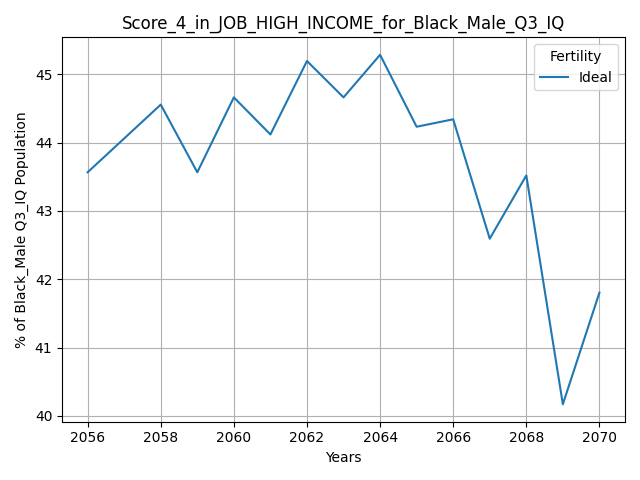 Score_4_in_JOB_HIGH_INCOME_for_Black_Male_Q3_IQ
Fertility
Ideal
% of Black_Male Q3_IQ Population
45
44
43
42
41
40
2056 2058 2060 2062 2064 2066 2068 2070
Years